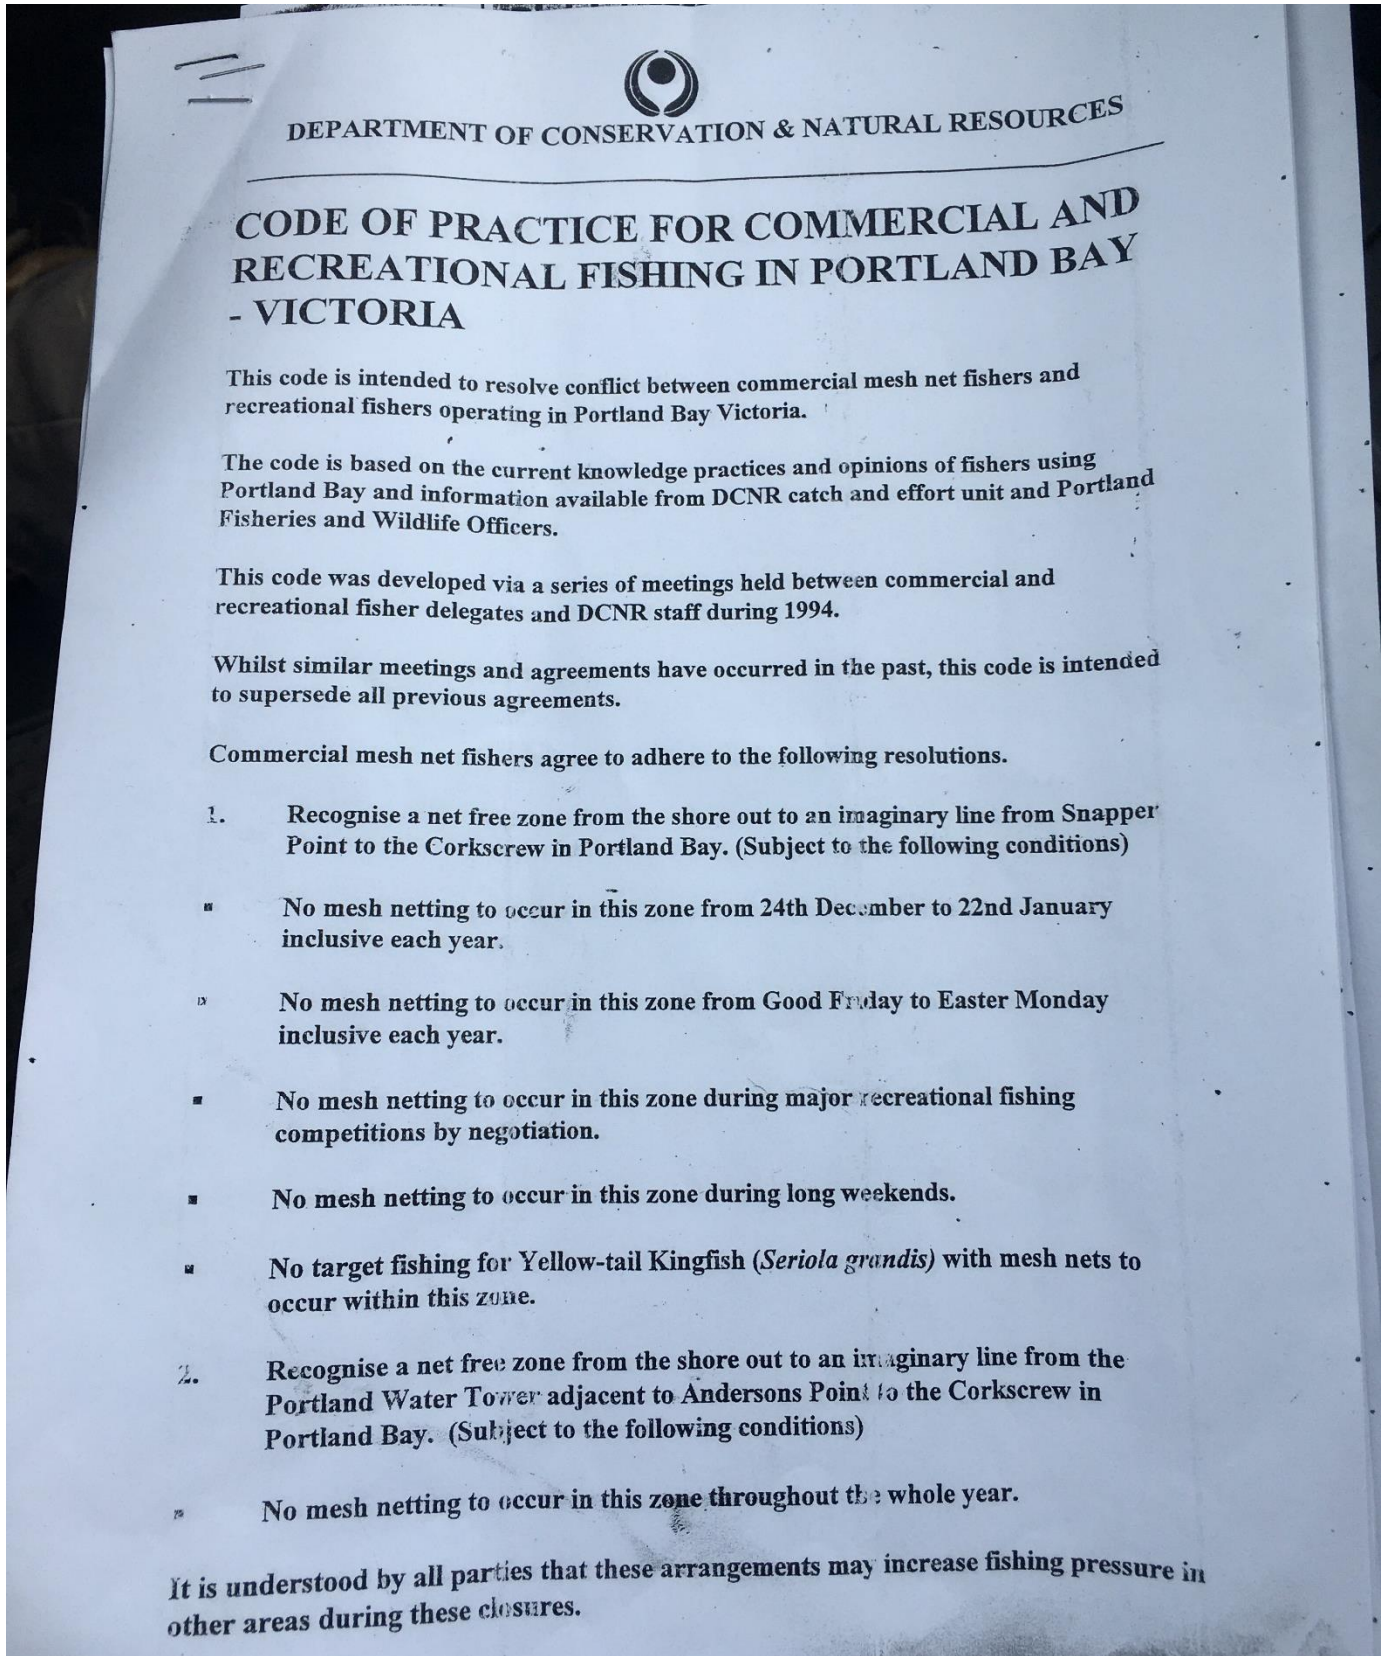 DEPARTMENT OF CONSERVATION & NATURAL RESOURCES
CODE OF PRACTICE FOR COMMERCIAL AND
RECREATIONAL FISHING IN PORTLAND BAY
- VICTORIA
This code is intended to resolve conflict between commercial mesh net fishers and
recreational fishers operating in Portland Bay Victoria.
The code is based on the current knowledge practices and opinions of fishers using
Portland Bay and information available from DCNR catch and effort unit and Portland
Fisheries and Wildlife Officers.
This code was developed via a series of meetings held between commercial and
recreational fisher delegates and DCNR staff during 1994.
Whilst similar meetings and agreements have occurred in the past, this code is intended
to supersede all previous agreements.
Commercial mesh net fishers agree to adhere to the following resolutions.
1. Recognise a net free zone from the shore out to an imaginary line from Snapper
Point to the Corkscrew in Portland Bay. (Subject to the following conditions)
▪ No mesh netting to occur in this zone from 24th December to 22nd January
inclusive each year.
▪ No mesh netting to occur in this zone from Good Friday to Easter Monday
inclusive each year.
▪ No mesh netting to occur in this zone during major recreational fishing
competitions by negotiation.
▪ No mesh netting to occur in this zone during long weekends.
▪ No target fishing for Yellow-tail Kingfish (Seriola grandis) with mesh nets to
occur within this zone.
2. Recognise a net free zone from the shore out to an imaginary line from the
Portland Water Tower adjacent to Andersons Point to the Corkscrew in
Portland Bay. (Subject to the following conditions)
▪ No mesh netting to occur in this zone throughout the whole year.
It is understood by all parties that these arrangements may increase fishing pressure in
other areas during these closures.